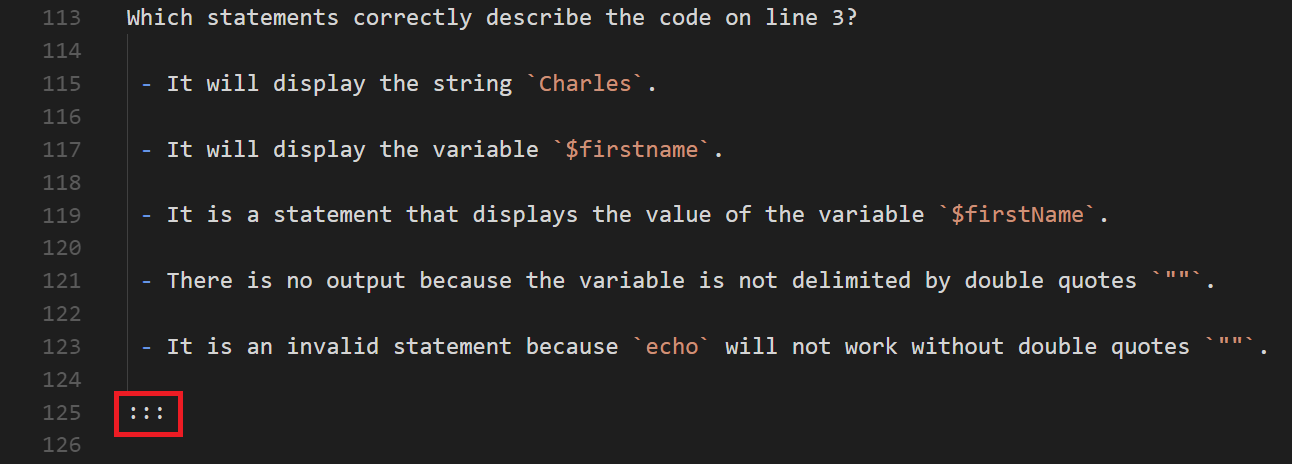 113 Which statements correctly describe the code on line 3?
114
115 - It will display the string `Charles`.
116
117 - It will display the variable `$firstname`.
118
119 - It is a statement that displays the value of the variable `$firstName`.
120
121 - There is no output because the variable is not delimited by double quotes `""`.
122
123 - It is an invalid statement because `echo` will not work without double quotes `""`.
124
125 :::
126